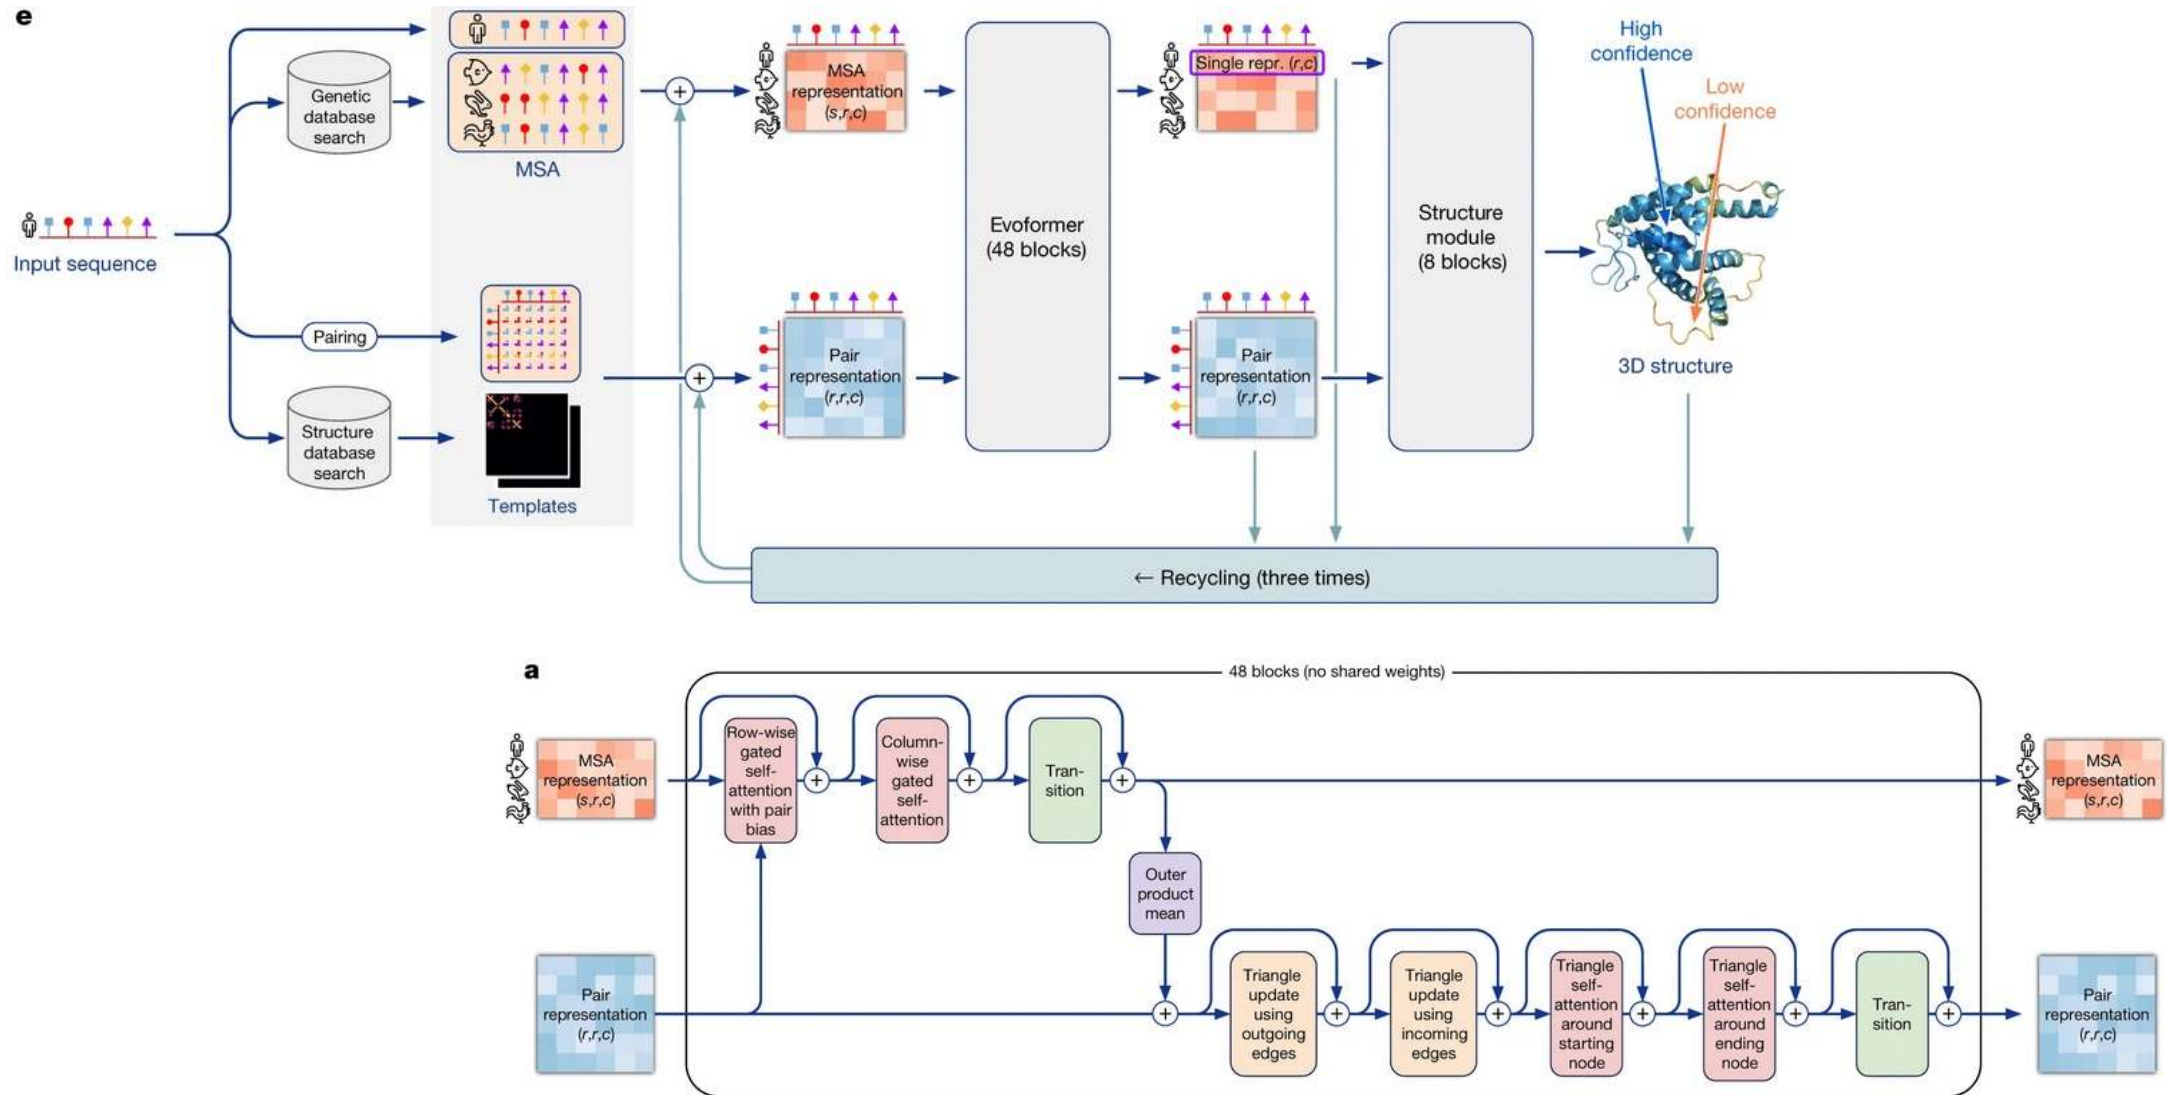 e
Input sequence
Genetic
database
search
MSA
Pairing
Structure
database
search
Templates
MSA
representation
(s,r,c)
Pair
representation
(r,r,c)
Evoformer
(48 blocks)
Single repr. (r,c)
Pair
representation
(r,r,c)
Structure
module
(8 blocks)
High
confidence
Low
confidence
3D structure
← Recycling (three times)
a
48 blocks (no shared weights)
MSA
representation
(s,r,c)
Row-wise
gated
self-
attention
with pair
bias
+
Column-
wise
gated
self-
attention
+
Tran-
sition
+
MSA
representation
(s,r,c)
Outer
product
mean
Pair
representation
(r,r,c)
+
Triangle
update
using
outgoing
edges
+
Triangle
update
using
incoming
edges
+
Triangle
self-
attention
around
starting
node
+
Triangle
self-
attention
around
ending
node
+
Tran-
sition
+
Pair
representation
(r,r,c)